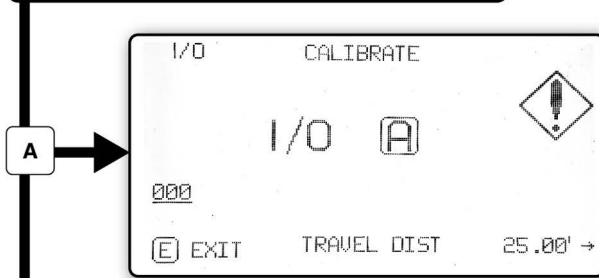 I/O CALIBRATE
I/O A
A
000
E EXIT TRAVEL DIST 25.00' →